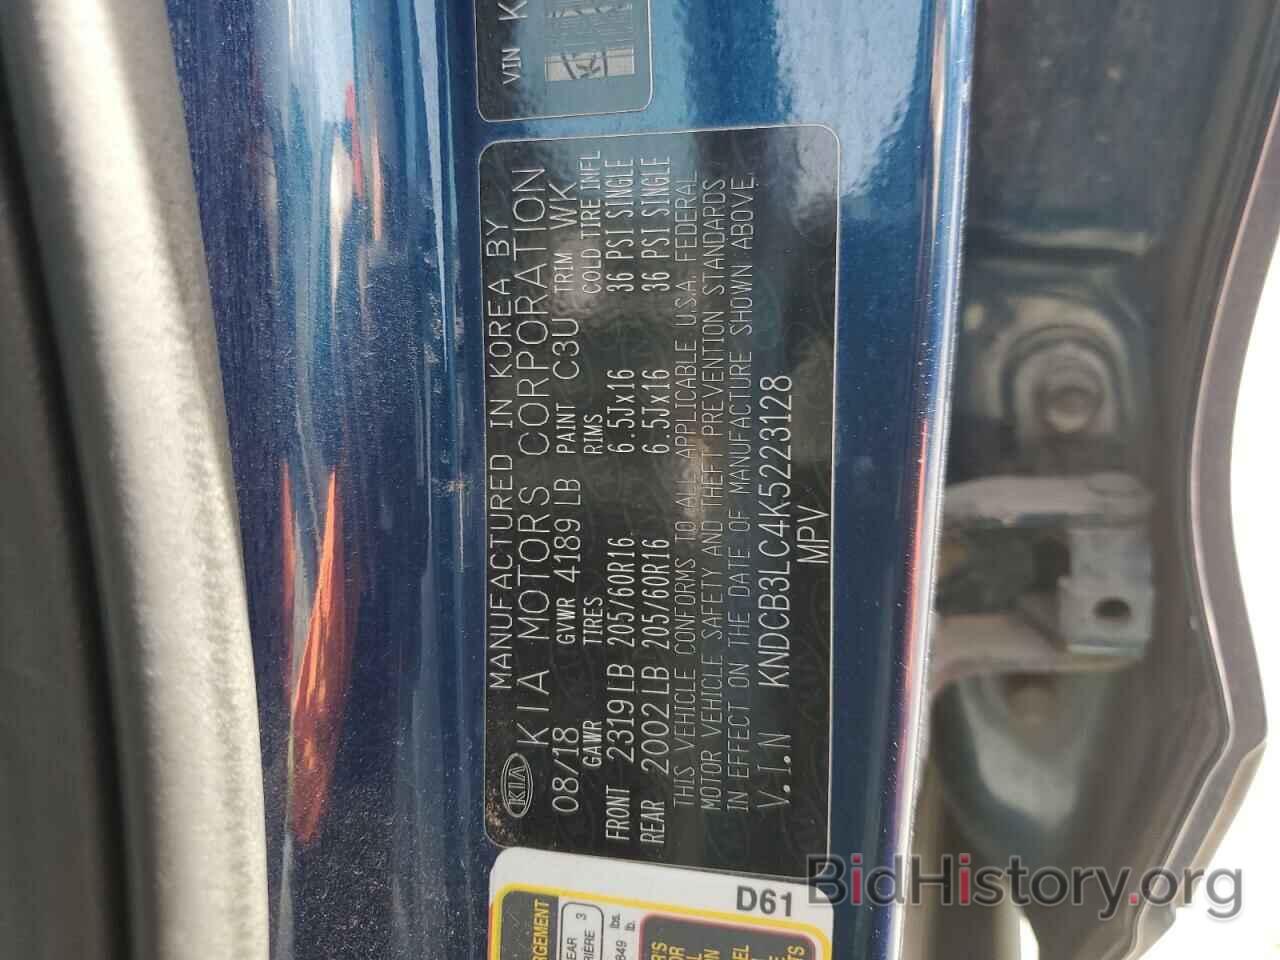 VIN K
KIA
MANUFACTURED IN KOREA BY
KIA MOTORS CORPORATION
08/18 GVWR 4189 LB PAINT C3U TRIM WK
GAWR TIRES RIMS COLD TIRE INFL
FRONT 2319 LB 205/60R16 6.5Jx16 36 PSI SINGLE
REAR 2002 LB 205/60R16 6.5Jx16 36 PSI SINGLE
THIS VEHICLE CONFORMS TO ALL APPLICABLE U.S.A. FEDERAL
MOTOR VEHICLE SAFETY AND THEFT PREVENTION STANDARDS
IN EFFECT ON THE DATE OF MANUFACTURE SHOWN ABOVE.
V.I.N KNDCB3LC4K5223128
MPV
D61
BidHistory.org